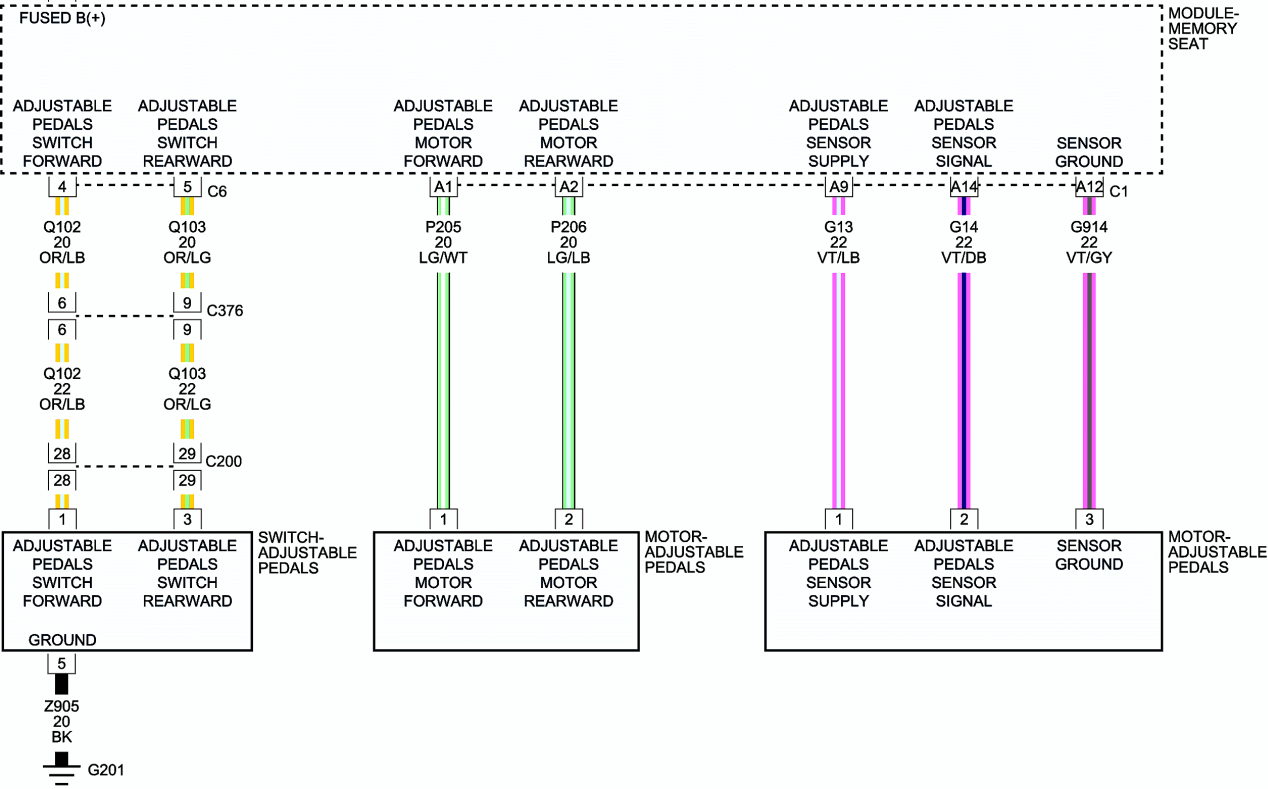 FUSED B(+)
MODULE-
MEMORY
SEAT
ADJUSTABLE
PEDALS
SWITCH
FORWARD
ADJUSTABLE
PEDALS
SWITCH
REARWARD
ADJUSTABLE
PEDALS
MOTOR
FORWARD
ADJUSTABLE
PEDALS
MOTOR
REARWARD
ADJUSTABLE
PEDALS
SENSOR
SUPPLY
ADJUSTABLE
PEDALS
SENSOR
SIGNAL
SENSOR
GROUND
4
5
C6
A1
A2
A9
A14
A12
C1
Q102
20
OR/LB
Q103
20
OR/LG
P205
20
LG/WT
P206
20
LG/LB
G13
22
VT/LB
G14
22
VT/DB
G914
22
VT/GY
6
9
C376
6
9
Q102
22
OR/LB
Q103
22
OR/LG
28
29
C200
28
29
1
3
1
2
1
2
3
ADJUSTABLE
PEDALS
SWITCH
FORWARD
ADJUSTABLE
PEDALS
SWITCH
REARWARD
SWITCH-
ADJUSTABLE
PEDALS
ADJUSTABLE
PEDALS
MOTOR
FORWARD
ADJUSTABLE
PEDALS
MOTOR
REARWARD
MOTOR-
ADJUSTABLE
PEDALS
ADJUSTABLE
PEDALS
SENSOR
SUPPLY
ADJUSTABLE
PEDALS
SENSOR
SIGNAL
SENSOR
GROUND
MOTOR-
ADJUSTABLE
PEDALS
GROUND
5
Z905
20
BK
G201